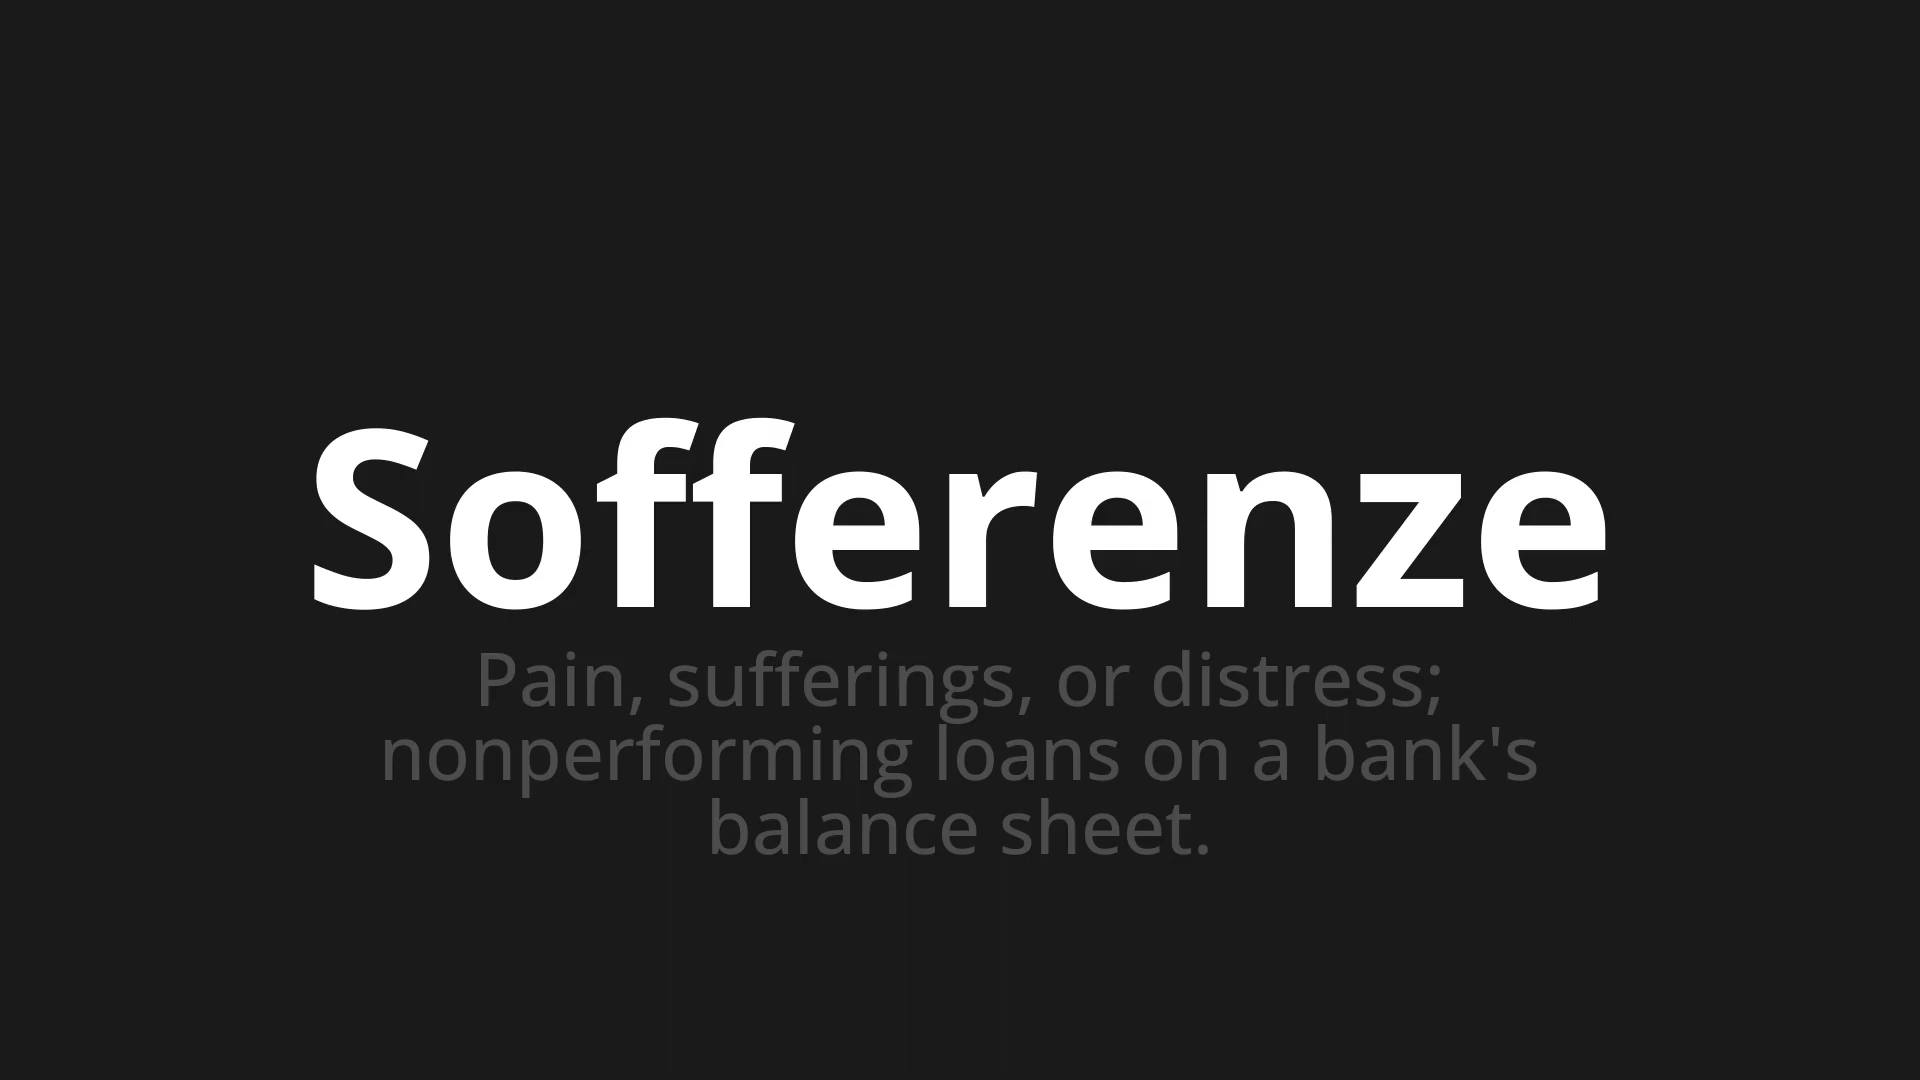 Sofferenze
Pain, sufferings, or distress;
nonperforming loans on a bank's
balance sheet.